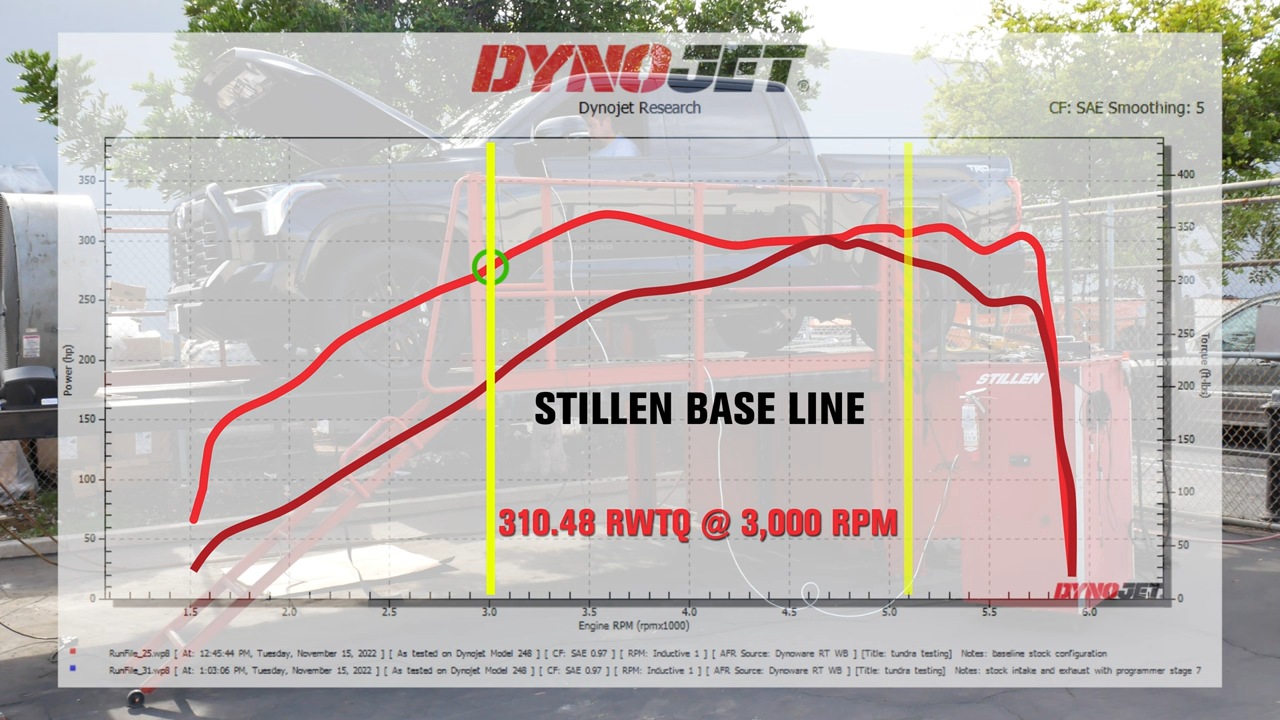 DYNOJET®
Dynojet Research
CF: SAE Smoothing: 5
350
300
250
200
150
100
50
0
Power (hp)
400
350
300
250
200
150
100
50
0
Torque (ft-lbs)
STILLEN
TRD
STILLEN BASE LINE
310.48 RWTQ @ 3,000 RPM
DYNOJET
1.5 2.0 2.5 3.0 3.5 4.0 4.5 5.0 5.5 6.0
Engine RPM (rpmx1000)
RunFile_25.wp8 [ At: 12:45:44 PM, Tuesday, November 15, 2022 ] [ As tested on Dynojet Model 248 ] [ CF: SAE 0.97 ] [ RPM: Inductive 1 ] [ AFR Source: Dynoware RT WB ] [Title: tundra testing] Notes: baseline stock configuration
RunFile_31.wp8 [ At: 1:03:06 PM, Tuesday, November 15, 2022 ] [ As tested on Dynojet Model 248 ] [ CF: SAE 0.97 ] [ RPM: Inductive 1 ] [ AFR Source: Dynoware RT WB ] [Title: tundra testing] Notes: stock intake and exhaust with programmer stage 7